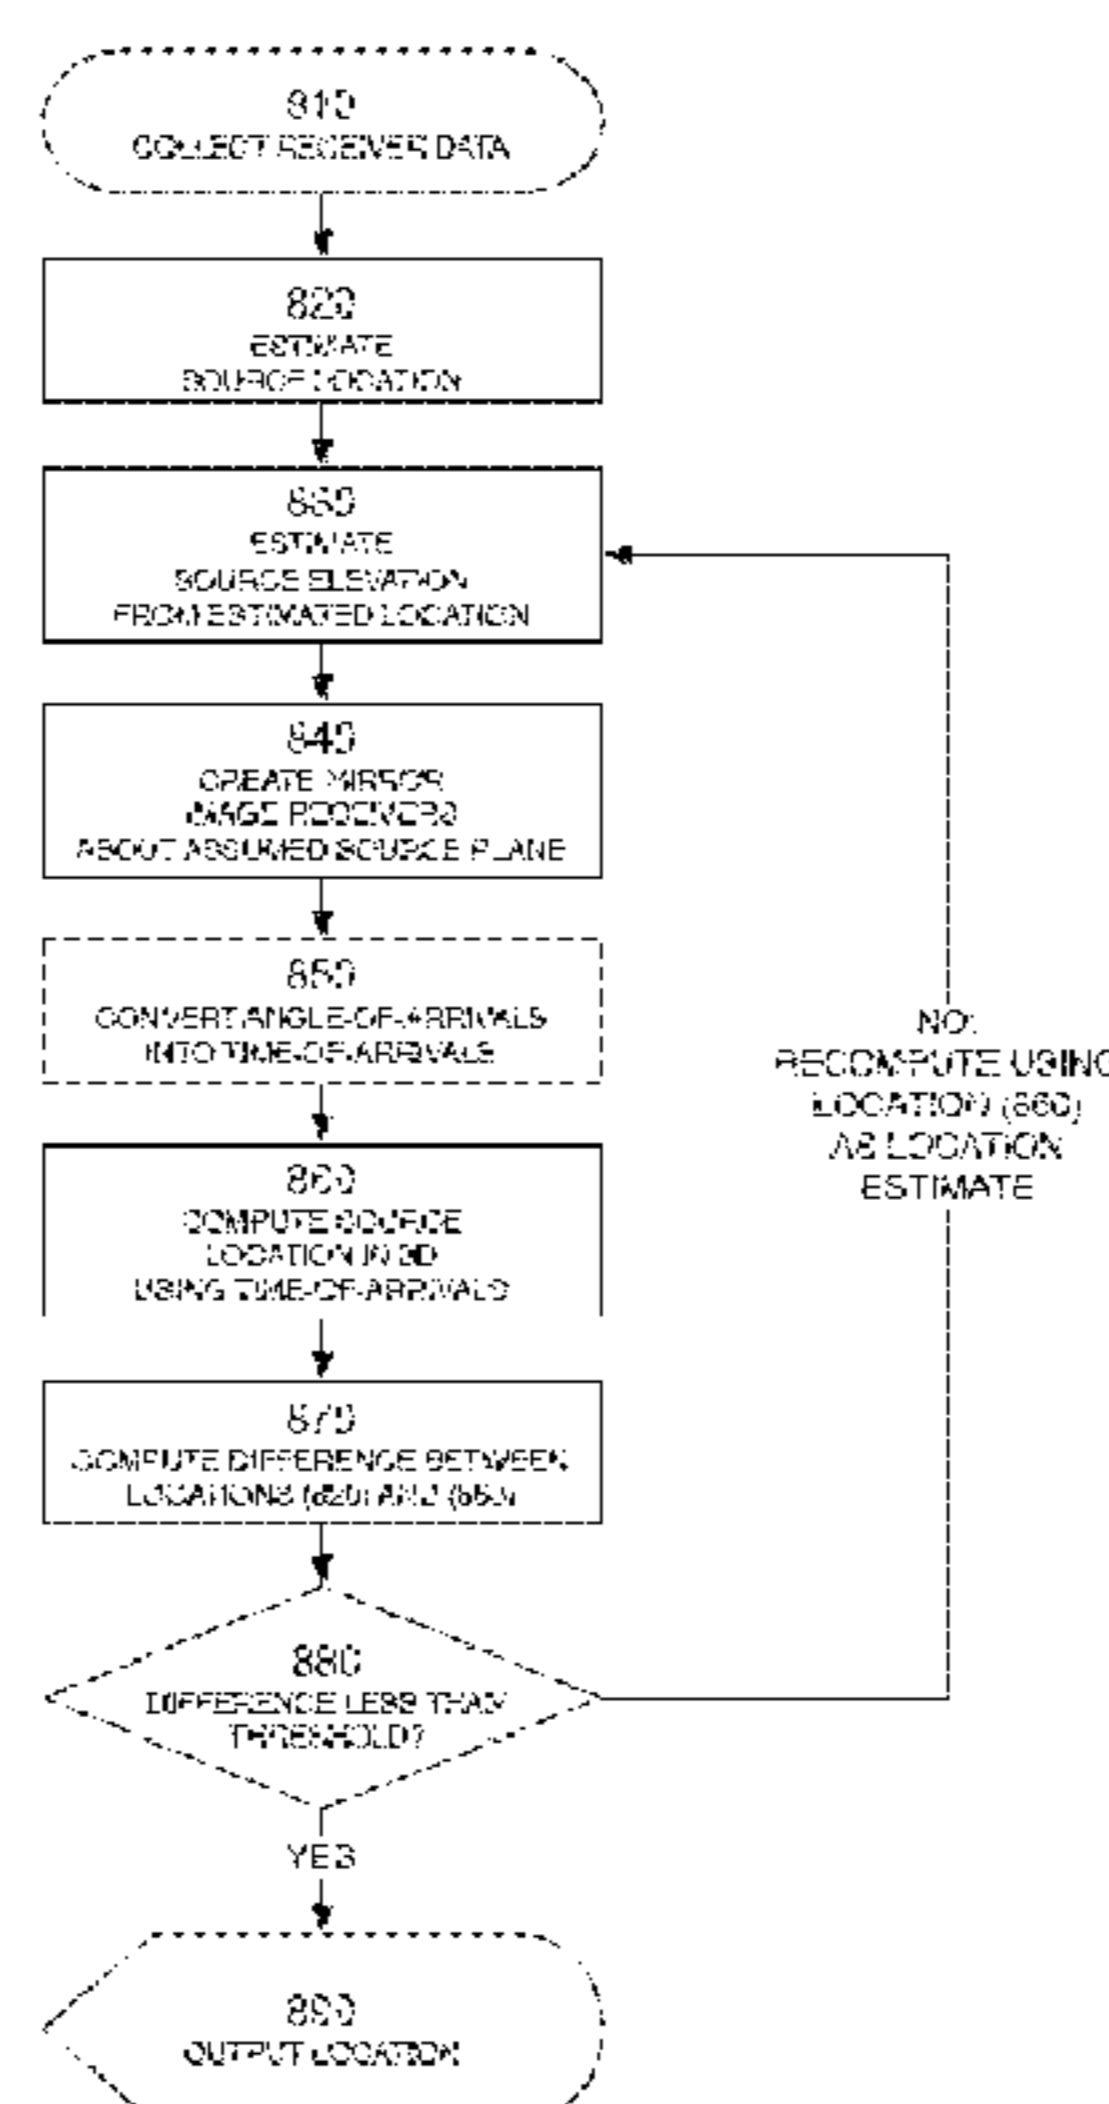 810
COLLECT RECEIVER DATA
820
ESTIMATE
SOURCE LOCATION
830
ESTIMATE
SOURCE ELEVATION
FROM ESTIMATED LOCATION
840
CREATE MIRROR
IMAGE RECEIVERS
ABOUT ASSUMED SOURCE PLANE
850
CONVERT ANGLE-OF-ARRIVALS
INTO TIME-OF-ARRIVALS
860
COMPUTE SOURCE
LOCATION IN 3D
USING TIME-OF-ARRIVALS
870
COMPUTE DIFFERENCE BETWEEN
LOCATIONS (820) AND (860)
880
DIFFERENCE LESS THAN
THRESHOLD?
NO:
RECOMPUTE USING
LOCATION (860)
AS LOCATION
ESTIMATE
YES
890
OUTPUT LOCATION